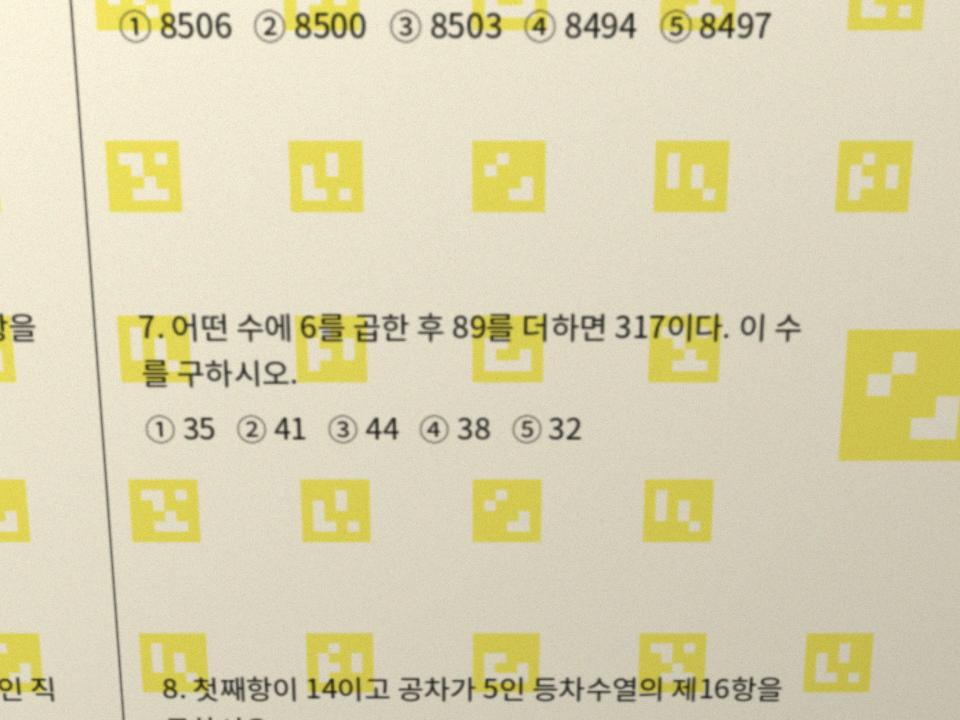 ① 8506 ② 8500 ③ 8503 ④ 8494 ⑤ 8497
7. 어떤 수에 6를 곱한 후 89를 더하면 317이다. 이 수
를 구하시오.
① 35 ② 41 ③ 44 ④ 38 ⑤ 32
인 직
8. 첫째항이 14이고 공차가 5인 등차수열의 제16항을